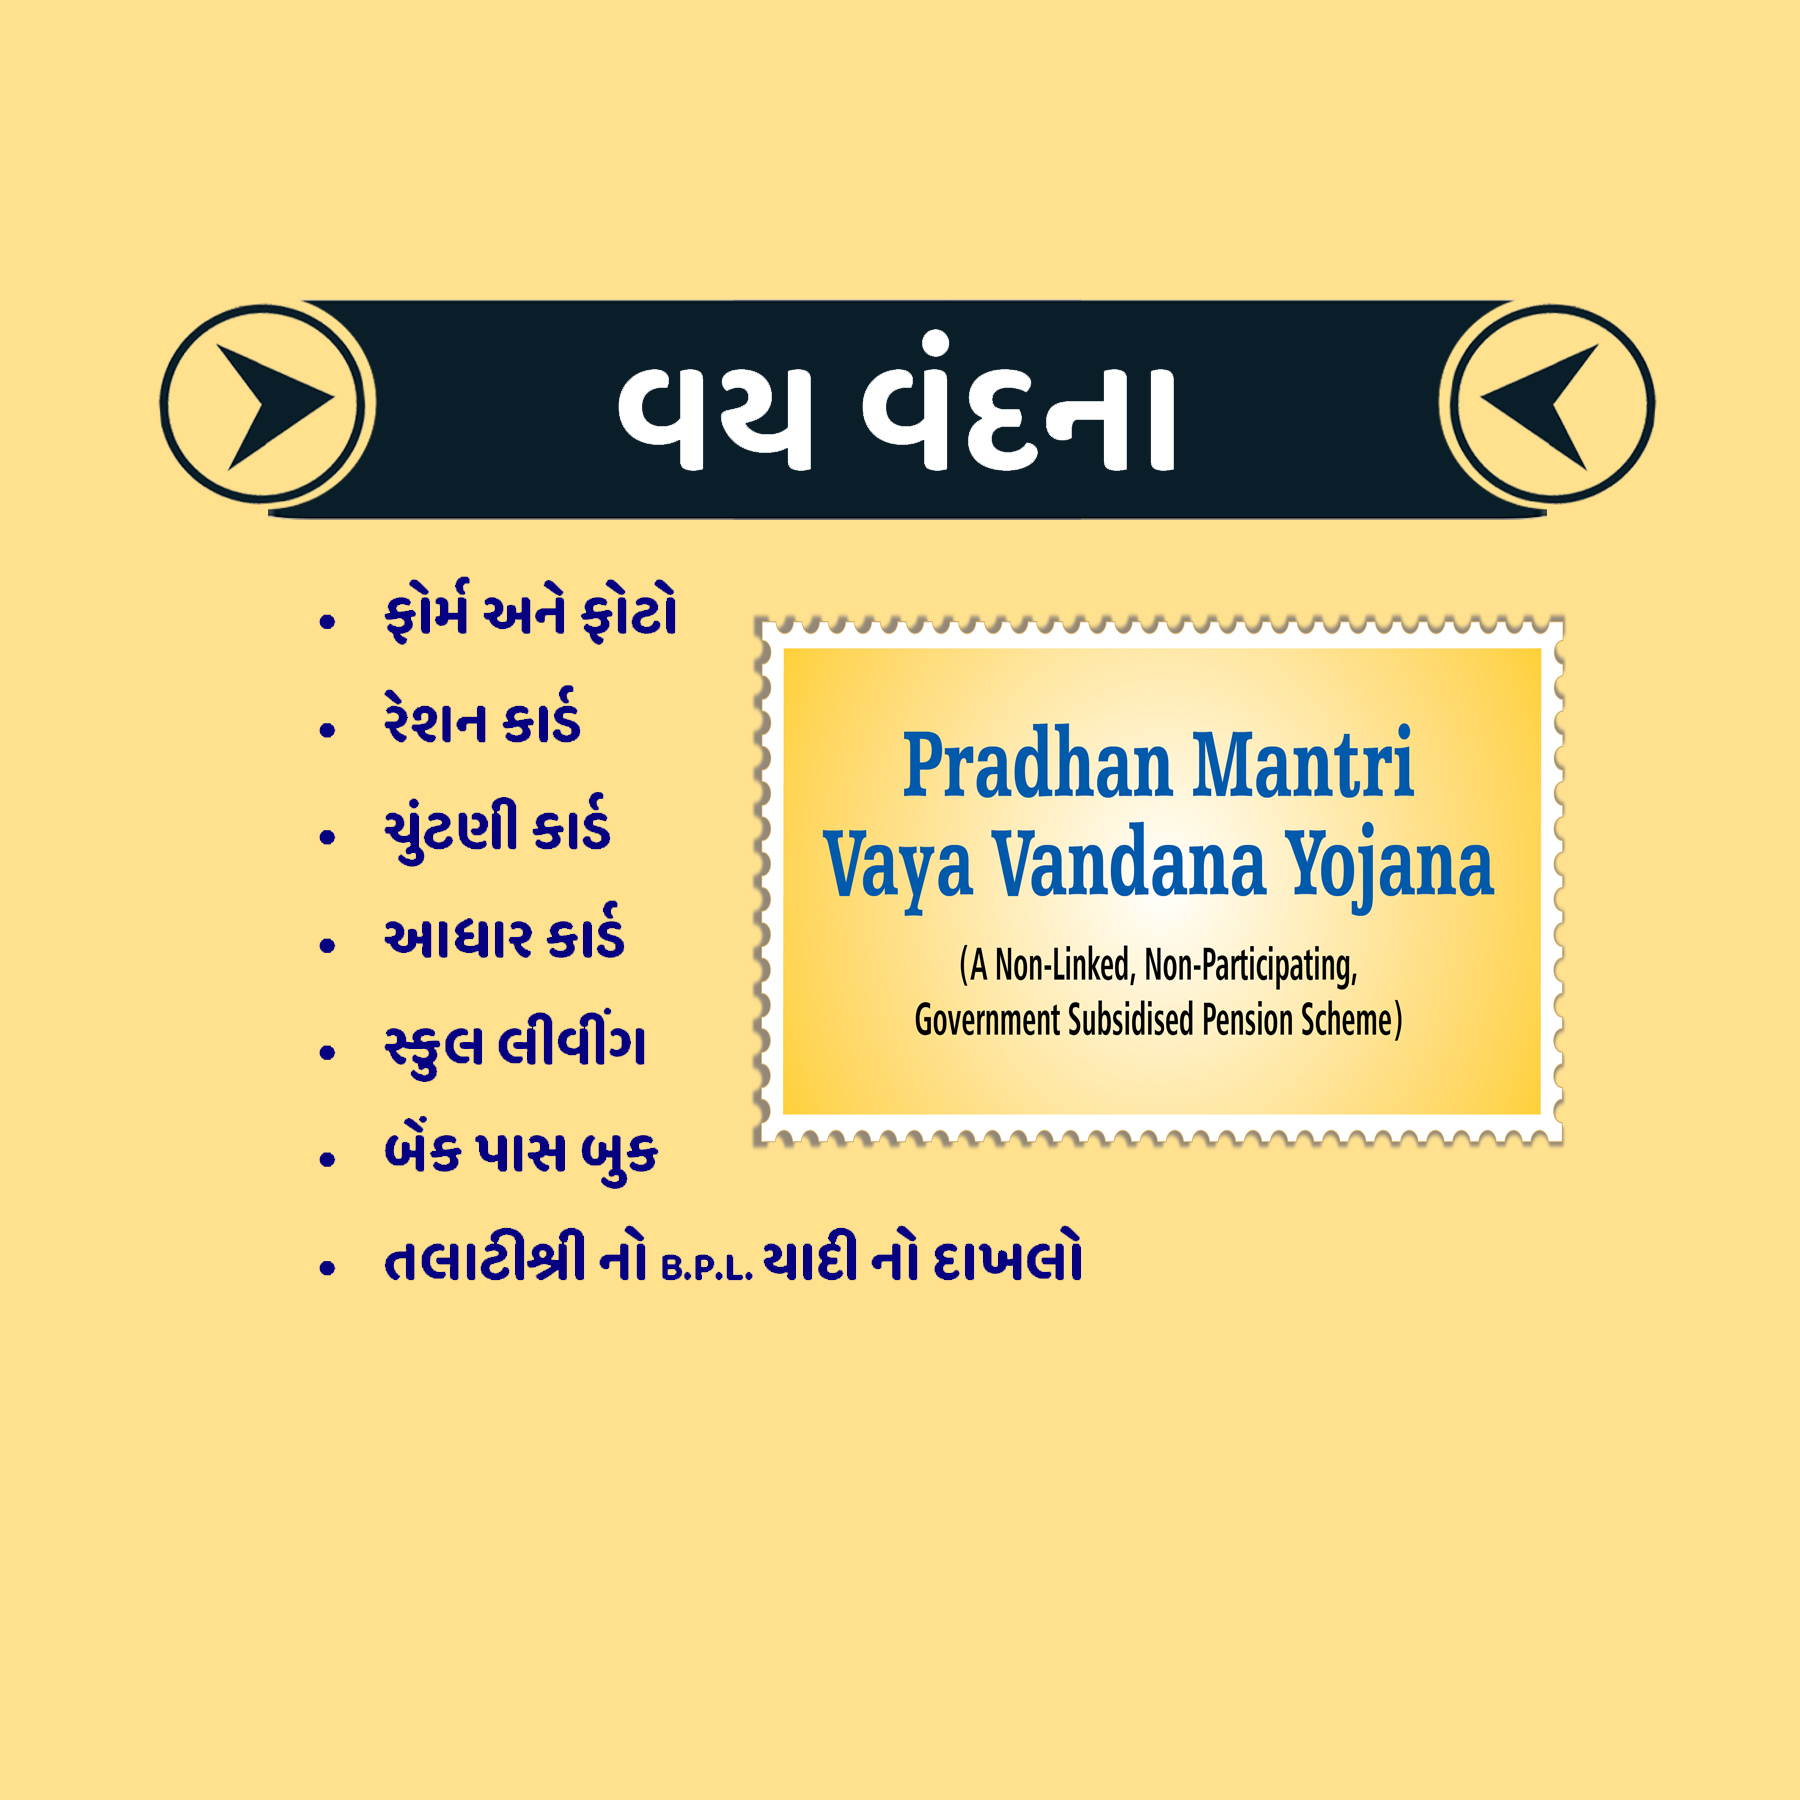 વય વંદના
• ફોર્મ અને ફોટો
• રેશન કાર્ડ
• ચુંટણી કાર્ડ
• આધાર કાર્ડ
• સ્કુલ લીવીંગ
• બેંક પાસ બુક
• તલાટીશ્રી નો B.P.L. યાદી નો દાખલો
Pradhan Mantri
Vaya Vandana Yojana
(A Non-Linked, Non-Participating,
Government Subsidised Pension Scheme)